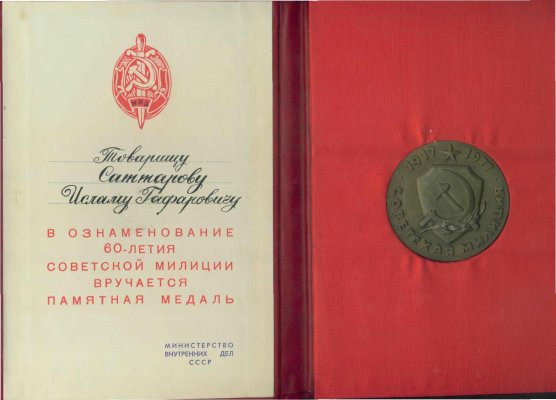 МВД
Товарищу
Саттарову
Исламу Гафаровичу
В ОЗНАМЕНОВАНИЕ
60-ЛЕТИЯ
СОВЕТСКОЙ МИЛИЦИИ
ВРУЧАЕТСЯ
ПАМЯТНАЯ МЕДАЛЬ
МИНИСТЕРСТВО
ВНУТРЕННИХ ДЕЛ
СССР
1917 1977
СОВЕТСКАЯ МИЛИЦИЯ